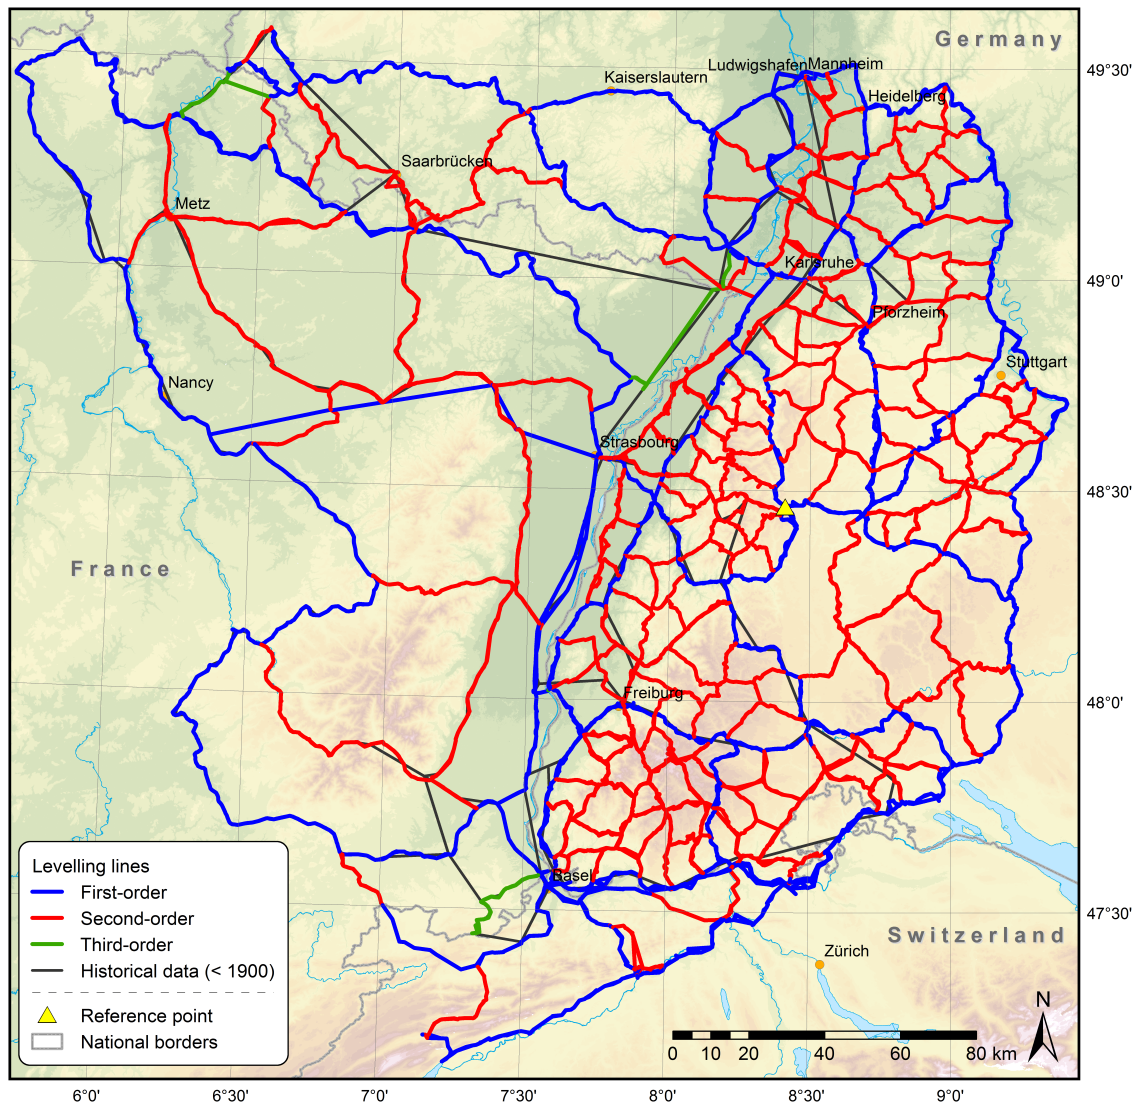 Germany
Ludwigshafen
Mannheim
49°30'
Kaiserslautern
Heidelberg
Saarbrücken
Metz
Karlsruhe
49°0'
Pforzheim
Stuttgart
Nancy
Strasbourg
48°30'
France
Freiburg
48°0'
Levelling lines
First-order
Second-order
Third-order
Historical data (< 1900)
Reference point
National borders
Basel
47°30'
Switzerland
Zürich
N
0 10 20 40 60 80 km
6°0' 6°30' 7°0' 7°30' 8°0' 8°30' 9°0'